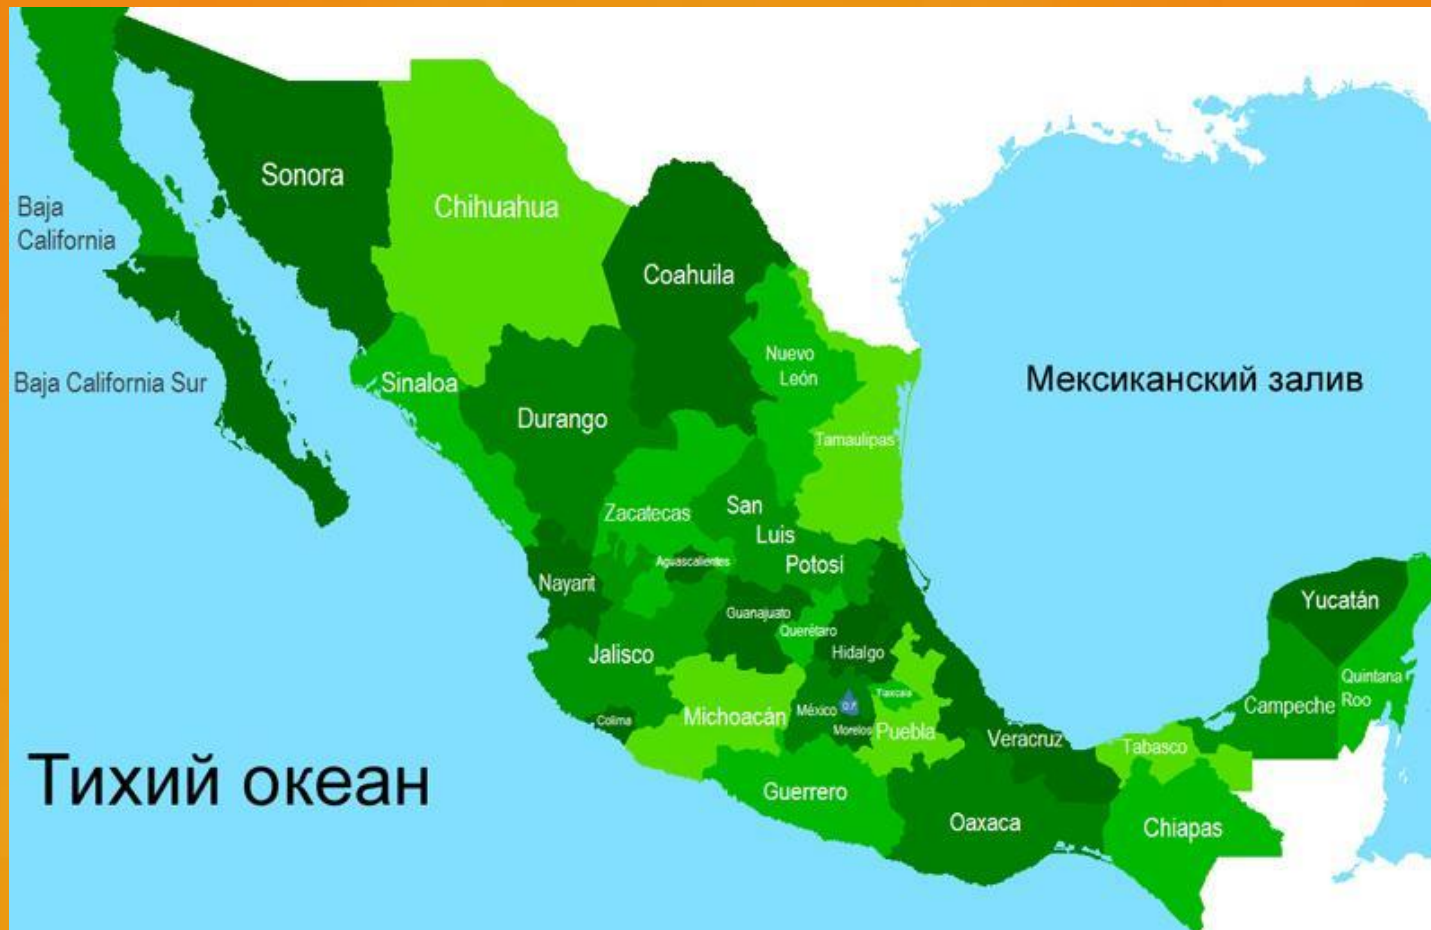 Sonora
Chihuahua
Baja
California
Coahuila
Nuevo
León
Baja California Sur
Sinaloa
Мексиканский залив
Durango
Tamaulipas
Zacatecas
San
Luis
Potosí
Aguascalientes
Nayarit
Guanajuato
Querétaro
Yucatán
Jalisco
Hidalgo
Quintana
Roo
Tlaxcala
Campeche
México
D.F.
Colima
Michoacán
Morelos
Puebla
Veracruz
Tabasco
Тихий океан
Guerrero
Oaxaca
Chiapas